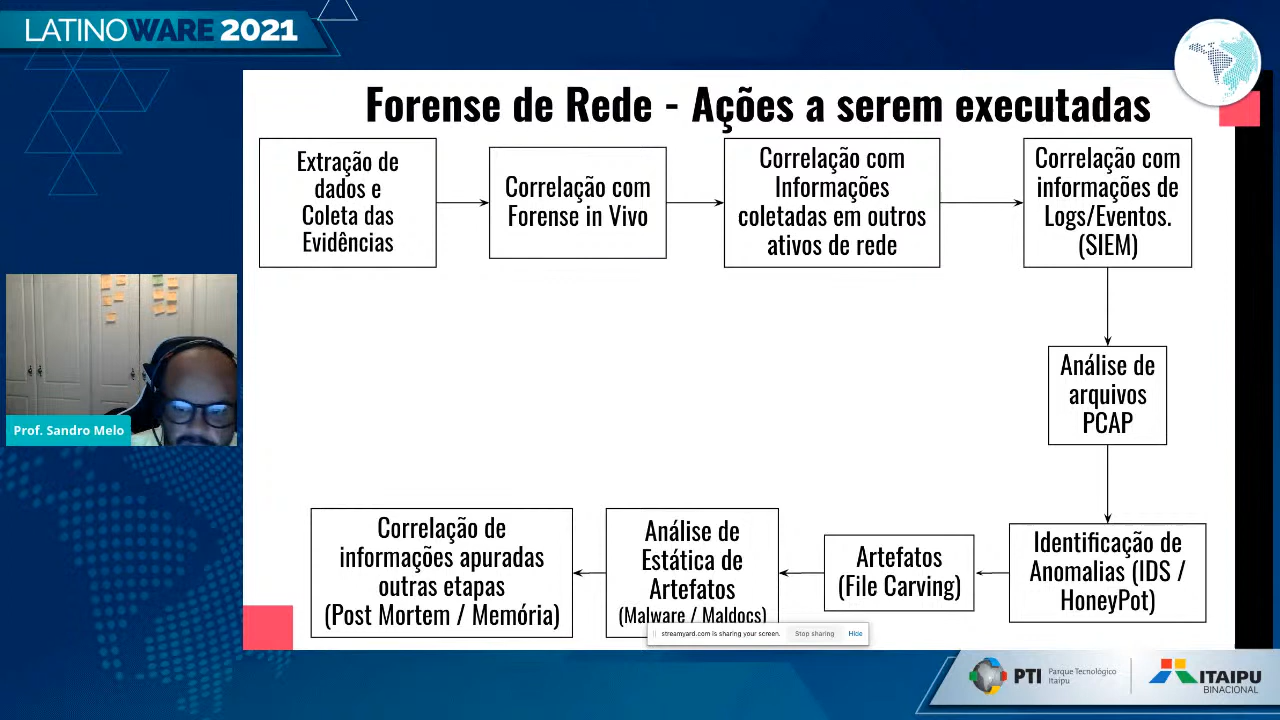 LATINOWARE 2021
Forense de Rede - Ações a serem executadas
Extração de
dados e
Coleta das
Evidências
Correlação com
Forense in Vivo
Correlação com
Informações
coletadas em outros
ativos de rede
Correlação com
informações de
Logs/Eventos.
(SIEM)
Análise de
arquivos
PCAP
Identificação de
Anomalias (IDS /
HoneyPot)
Artefatos
(File Carving)
Análise de
Estática de
Artefatos
(Malware / Maldocs)
Correlação de
informações apuradas
outras etapas
(Post Mortem / Memória)
Prof. Sandro Melo
streamyard.com is sharing your screen. Stop sharing Hide
PTI Parque Tecnológico
Itaipu
ITAIPU
BINACIONAL